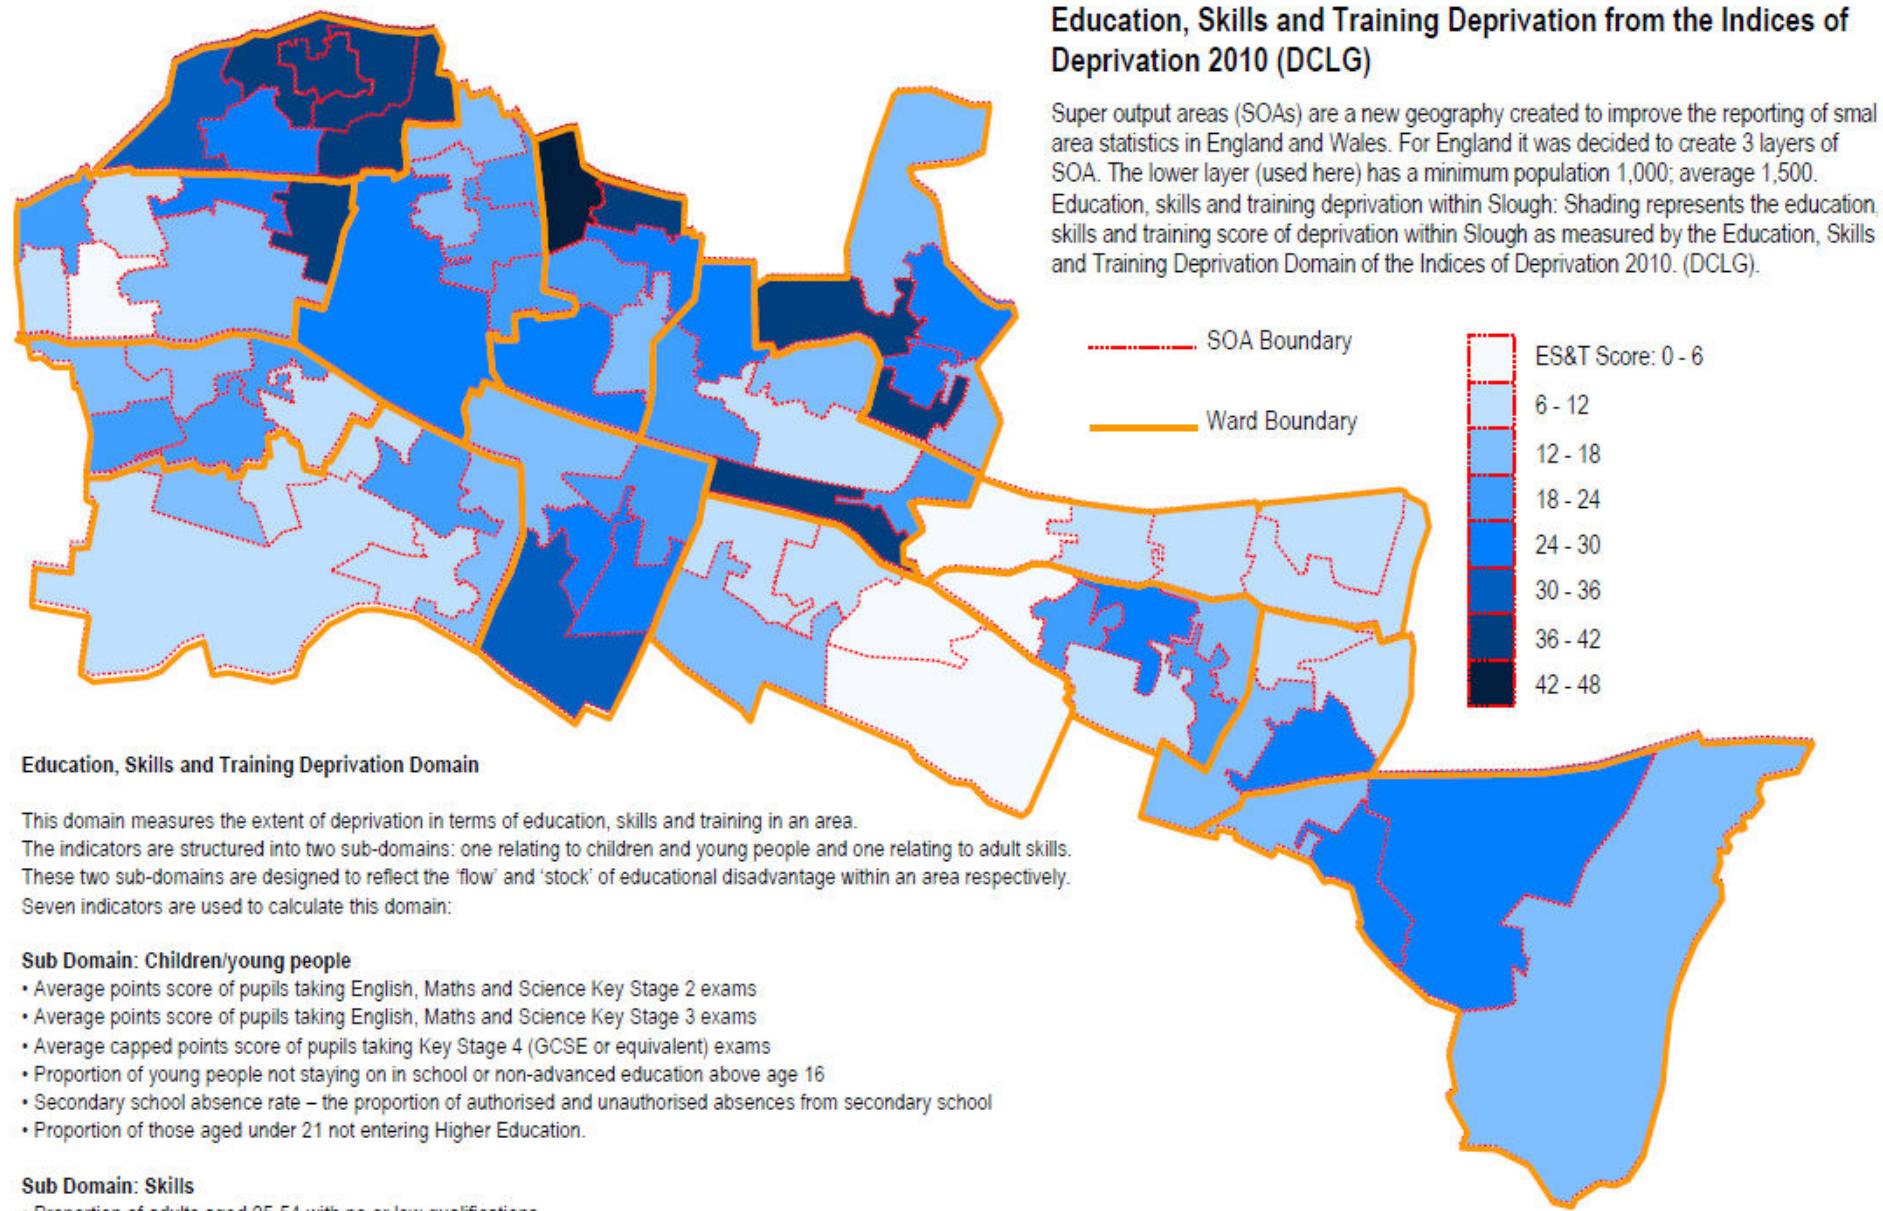 Education, Skills and Training Deprivation from the Indices of
Deprivation 2010 (DCLG)
Super output areas (SOAs) are a new geography created to improve the reporting of smal
area statistics in England and Wales. For England it was decided to create 3 layers of
SOA. The lower layer (used here) has a minimum population 1,000; average 1,500.
Education, skills and training deprivation within Slough: Shading represents the education,
skills and training score of deprivation within Slough as measured by the Education, Skills
and Training Deprivation Domain of the Indices of Deprivation 2010. (DCLG).
SOA Boundary
Ward Boundary
ES&T Score: 0 - 6
6 - 12
12 - 18
18 - 24
24 - 30
30 - 36
36 - 42
42 - 48
Education, Skills and Training Deprivation Domain
This domain measures the extent of deprivation in terms of education, skills and training in an area.
The indicators are structured into two sub-domains: one relating to children and young people and one relating to adult skills.
These two sub-domains are designed to reflect the 'flow' and 'stock' of educational disadvantage within an area respectively.
Seven indicators are used to calculate this domain:
Sub Domain: Children/young people
• Average points score of pupils taking English, Maths and Science Key Stage 2 exams
• Average points score of pupils taking English, Maths and Science Key Stage 3 exams
• Average capped points score of pupils taking Key Stage 4 (GCSE or equivalent) exams
• Proportion of young people not staying on in school or non-advanced education above age 16
• Secondary school absence rate – the proportion of authorised and unauthorised absences from secondary school
• Proportion of those aged under 21 not entering Higher Education.
Sub Domain: Skills
• Proportion of adults aged 25-54 with no or low qualifications